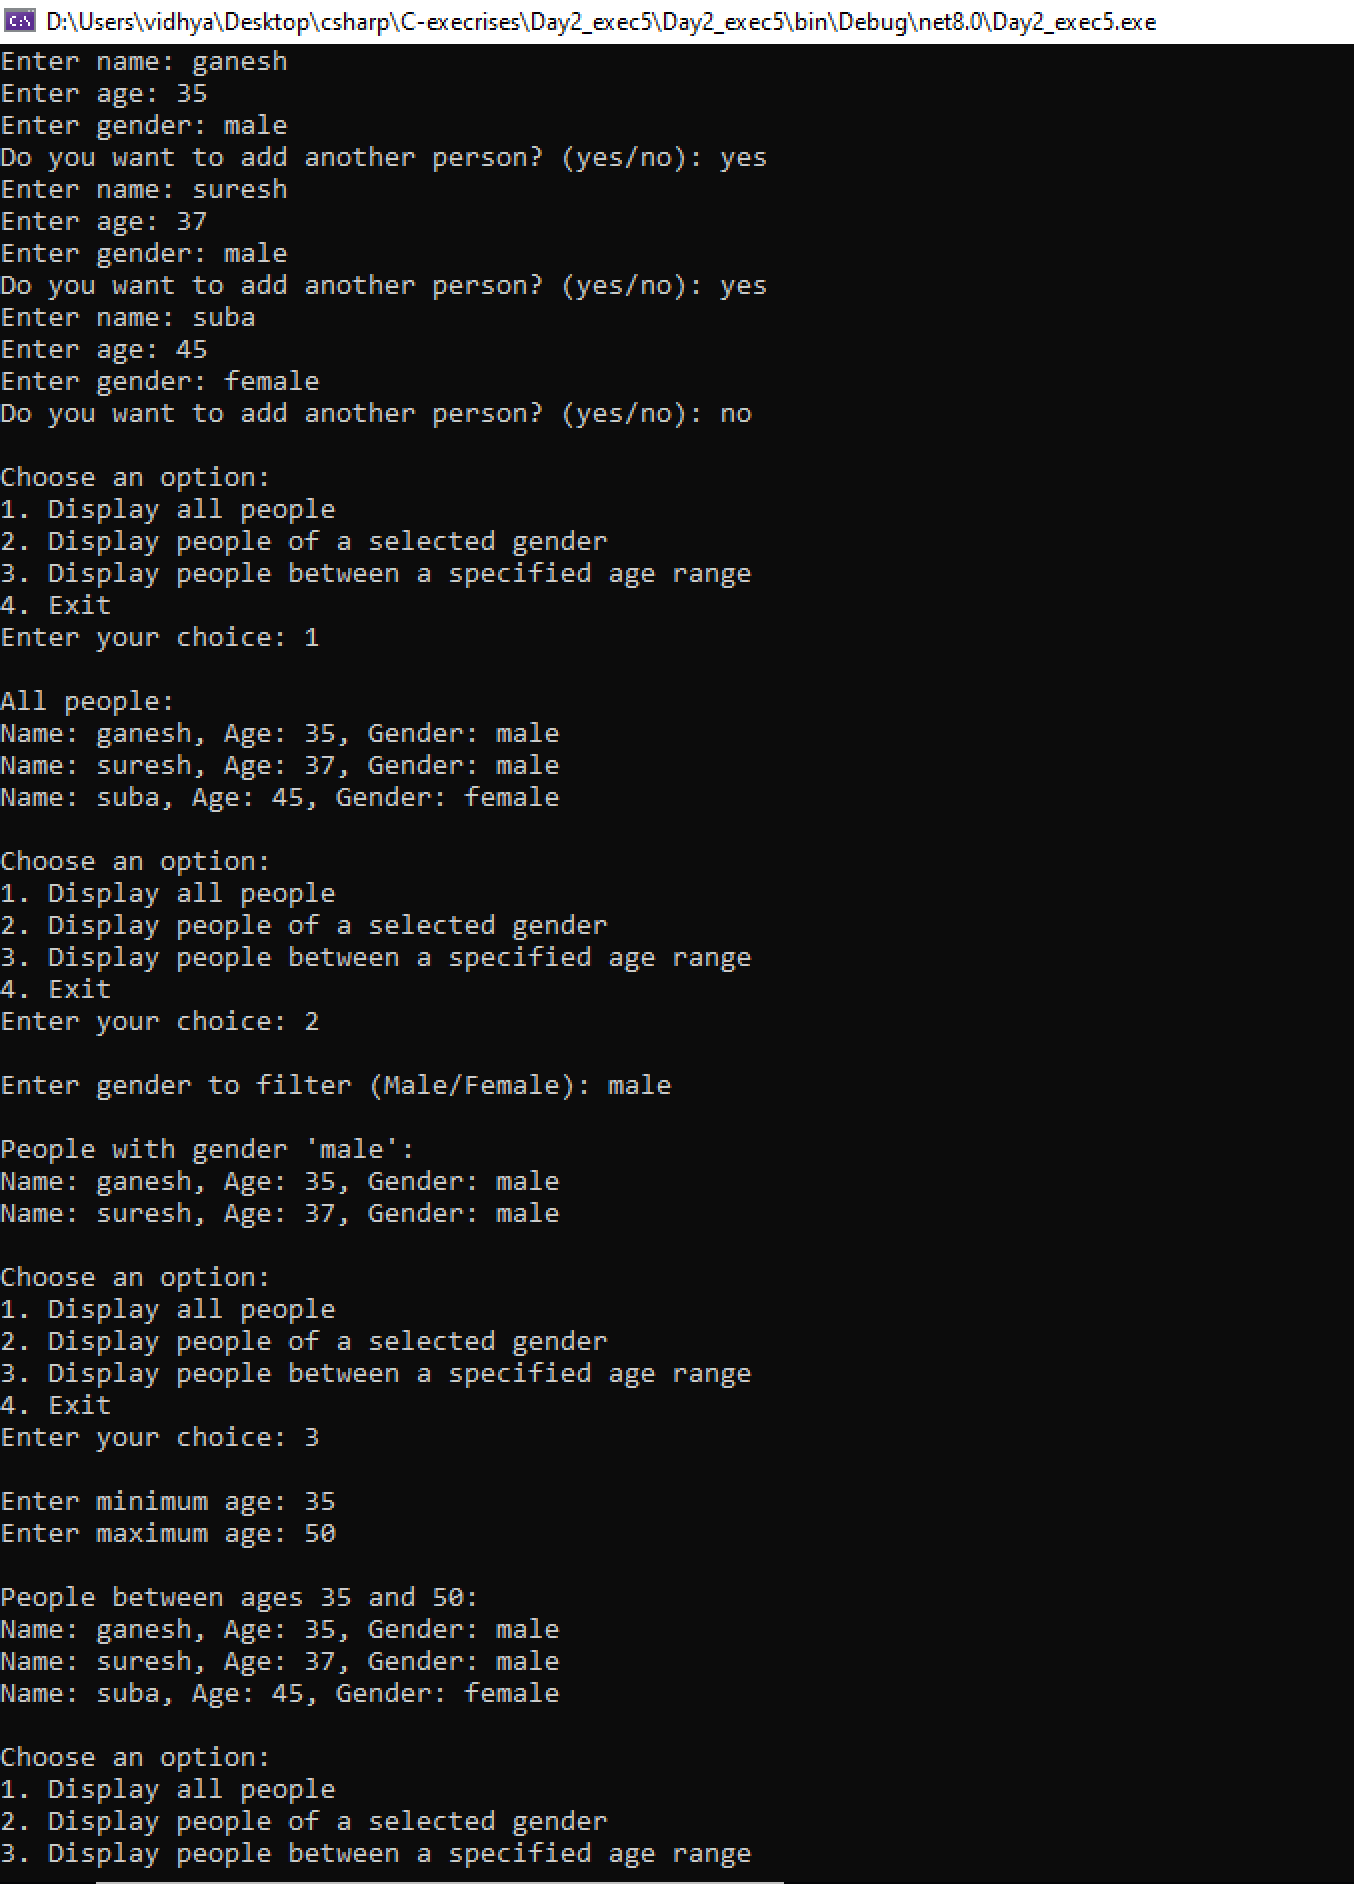 D:\Users\vidhya\Desktop\csharp\C-execrises\Day2_exec5\Day2_exec5\bin\Debug\net8.0\Day2_exec5.exe
Enter name: ganesh
Enter age: 35
Enter gender: male
Do you want to add another person? (yes/no): yes
Enter name: suresh
Enter age: 37
Enter gender: male
Do you want to add another person? (yes/no): yes
Enter name: suba
Enter age: 45
Enter gender: female
Do you want to add another person? (yes/no): no

Choose an option:
1. Display all people
2. Display people of a selected gender
3. Display people between a specified age range
4. Exit
Enter your choice: 1

All people:
Name: ganesh, Age: 35, Gender: male
Name: suresh, Age: 37, Gender: male
Name: suba, Age: 45, Gender: female

Choose an option:
1. Display all people
2. Display people of a selected gender
3. Display people between a specified age range
4. Exit
Enter your choice: 2

Enter gender to filter (Male/Female): male

People with gender 'male':
Name: ganesh, Age: 35, Gender: male
Name: suresh, Age: 37, Gender: male

Choose an option:
1. Display all people
2. Display people of a selected gender
3. Display people between a specified age range
4. Exit
Enter your choice: 3

Enter minimum age: 35
Enter maximum age: 50

People between ages 35 and 50:
Name: ganesh, Age: 35, Gender: male
Name: suresh, Age: 37, Gender: male
Name: suba, Age: 45, Gender: female

Choose an option:
1. Display all people
2. Display people of a selected gender
3. Display people between a specified age range